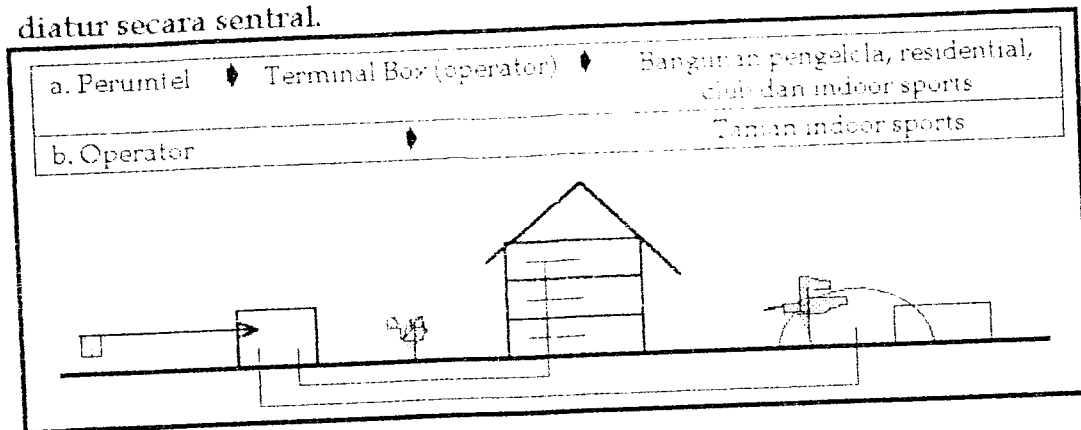 diatur secara sentral.
a. Perumtel Terminal Box (operator) Bangunan pengelola, residential,
club dan indoor sports
b. Operator Taman indoor sports